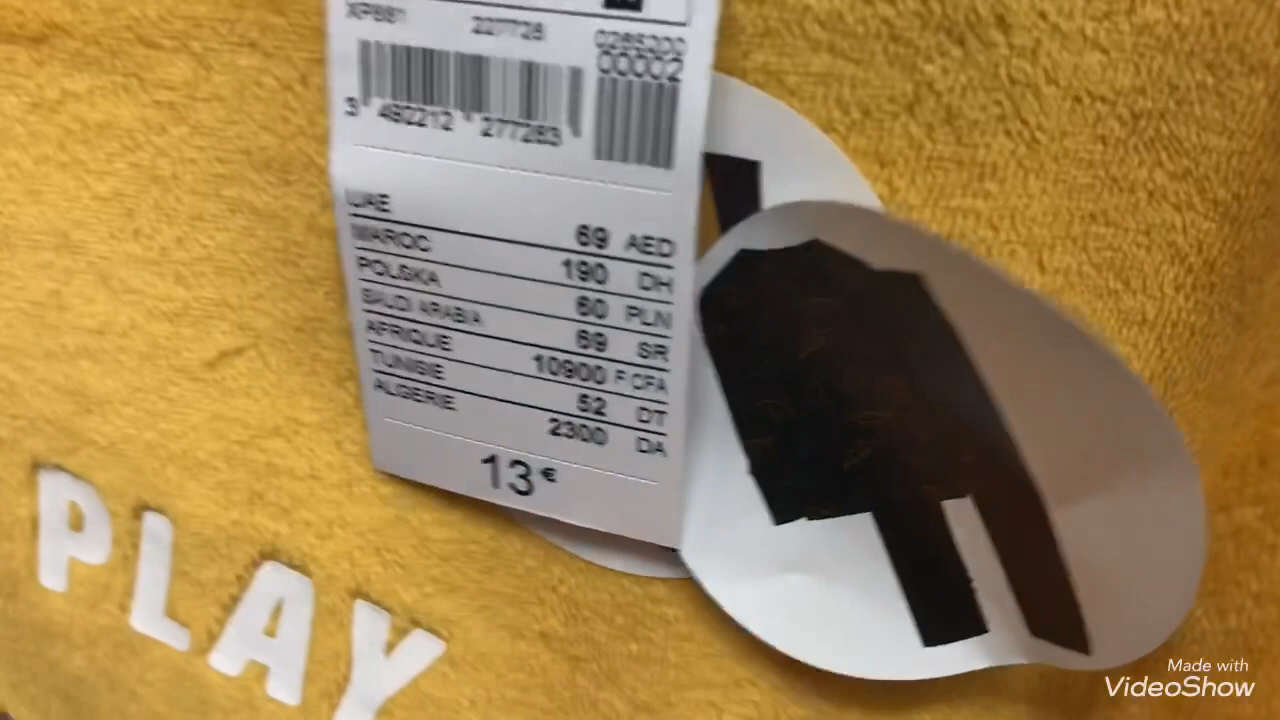 227728
00002
3 492212 277283
UAE 69 AED
MAROC 190 DH
POLSKA 60 PLN
SAUDI ARABIA 69 SR
AFRIQUE 10900 F CFA
TUNISIE 52 DT
ALGERIE 2300 DA
13€
PLAY
Made with
VideoShow